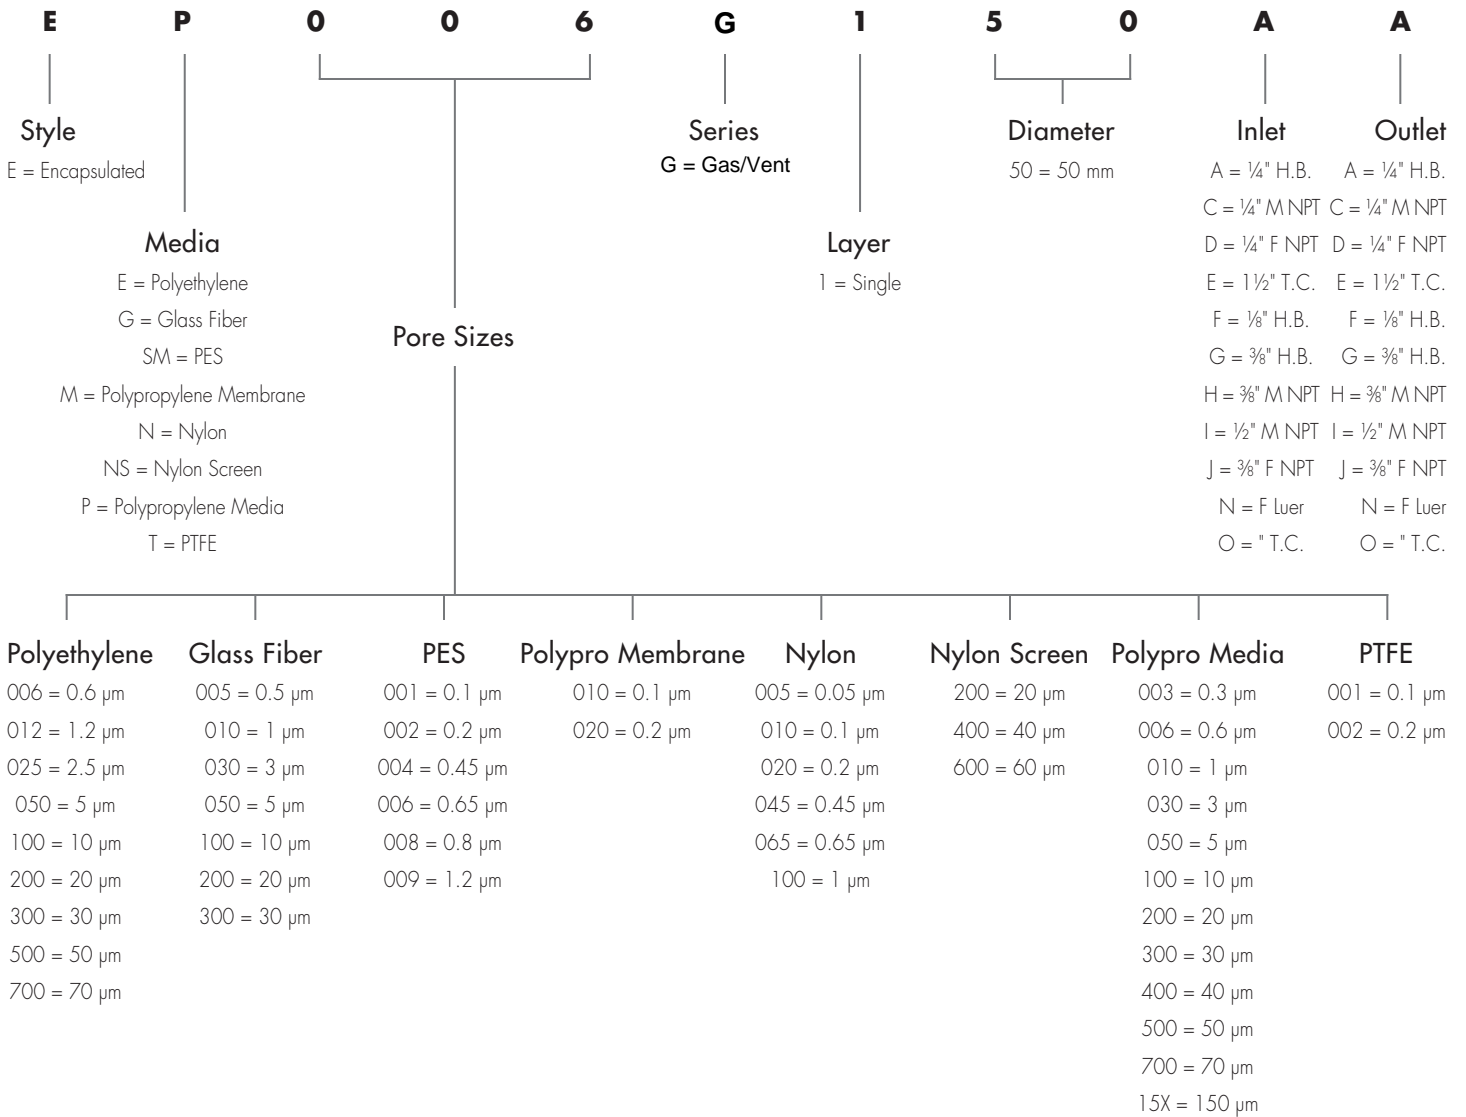 E P 0 0 6 G 1 5 0 A A
Style
E = Encapsulated
Media
E = Polyethylene
G = Glass Fiber
SM = PES
M = Polypropylene Membrane
N = Nylon
NS = Nylon Screen
P = Polypropylene Media
T = PTFE
Pore Sizes
Series
G = Gas/Vent
Layer
1 = Single
Diameter
50 = 50 mm
Inlet
A = ¼" H.B.
C = ¼" M NPT
D = ¼" F NPT
E = 1½" T.C.
F = ⅛" H.B.
G = ⅜" H.B.
H = ⅜" M NPT
I = ½" M NPT
J = ⅜" F NPT
N = F Luer
O = " T.C.
Outlet
A = ¼" H.B.
C = ¼" M NPT
D = ¼" F NPT
E = 1½" T.C.
F = ⅛" H.B.
G = ⅜" H.B.
H = ⅜" M NPT
I = ½" M NPT
J = ⅜" F NPT
N = F Luer
O = " T.C.
Polyethylene
006 = 0.6 µm
012 = 1.2 µm
025 = 2.5 µm
050 = 5 µm
100 = 10 µm
200 = 20 µm
300 = 30 µm
500 = 50 µm
700 = 70 µm
Glass Fiber
005 = 0.5 µm
010 = 1 µm
030 = 3 µm
050 = 5 µm
100 = 10 µm
200 = 20 µm
300 = 30 µm
PES
001 = 0.1 µm
002 = 0.2 µm
004 = 0.45 µm
006 = 0.65 µm
008 = 0.8 µm
009 = 1.2 µm
Polypro Membrane
010 = 0.1 µm
020 = 0.2 µm
Nylon
005 = 0.05 µm
010 = 0.1 µm
020 = 0.2 µm
045 = 0.45 µm
065 = 0.65 µm
100 = 1 µm
Nylon Screen
200 = 20 µm
400 = 40 µm
600 = 60 µm
Polypro Media
003 = 0.3 µm
006 = 0.6 µm
010 = 1 µm
030 = 3 µm
050 = 5 µm
100 = 10 µm
200 = 20 µm
300 = 30 µm
400 = 40 µm
500 = 50 µm
700 = 70 µm
15X = 150 µm
PTFE
001 = 0.1 µm
002 = 0.2 µm